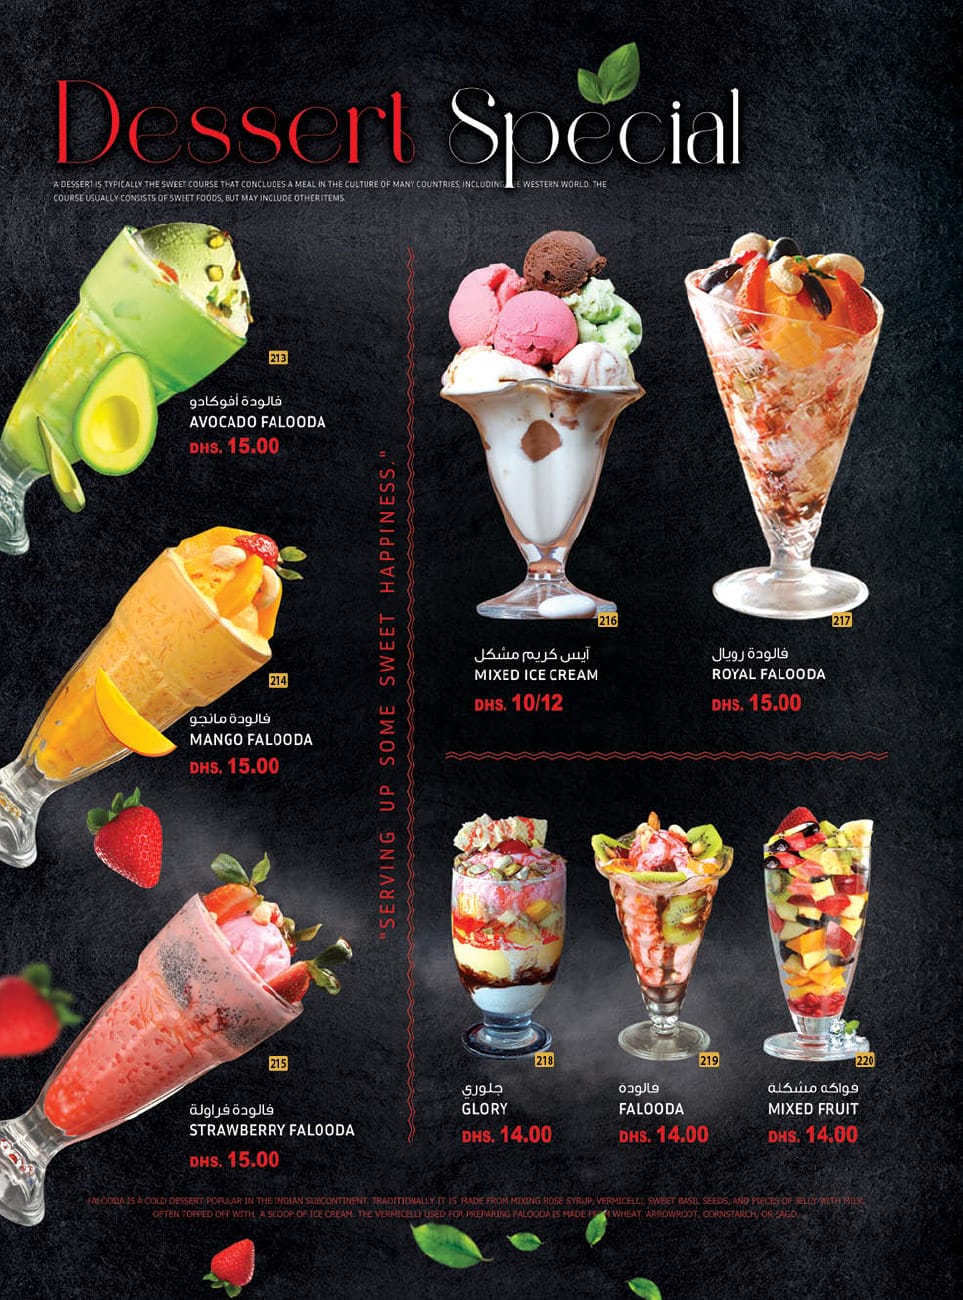 Dessert Special
A DESSERT IS TYPICALLY THE SWEET COURSE THAT CONCLUDES A MEAL IN THE CULTURE OF MANY COUNTRIES, INCLUDING WESTERN WORLD. THE
COURSE USUALLY CONSISTS OF SWEET FOODS, BUT MAY INCLUDE OTHER ITEMS.
213
فالودة أفوكادو
AVOCADO FALOODA
DHS. 15.00
214
فالودة مانجو
MANGO FALOODA
DHS. 15.00
215
فالودة فراولة
STRAWBERRY FALOODA
DHS. 15.00
"SERVING UP SOME SWEET HAPPINESS."
216
آيس كريم مشكل
MIXED ICE CREAM
DHS. 10/12
217
فالودة رويال
ROYAL FALOODA
DHS. 15.00
218
جلوري
GLORY
DHS. 14.00
219
فالودة
FALOODA
DHS. 14.00
220
فواكه مشكلة
MIXED FRUIT
DHS. 14.00
FALOODA IS A COLD DESSERT POPULAR IN THE INDIAN SUBCONTINENT. TRADITIONALLY IT IS MADE FROM MIXING ROSE SYRUP, VERMICELLI, SWEET BASIL SEEDS, AND PIECES OF JELLY WITH MILK,
OFTEN TOPPED OFF WITH A SCOOP OF ICE CREAM. THE VERMICELLI USED FOR PREPARING FALOODA IS MADE FROM WHEAT. ARROWROOT, CORNSTARCH, OR SAGO.